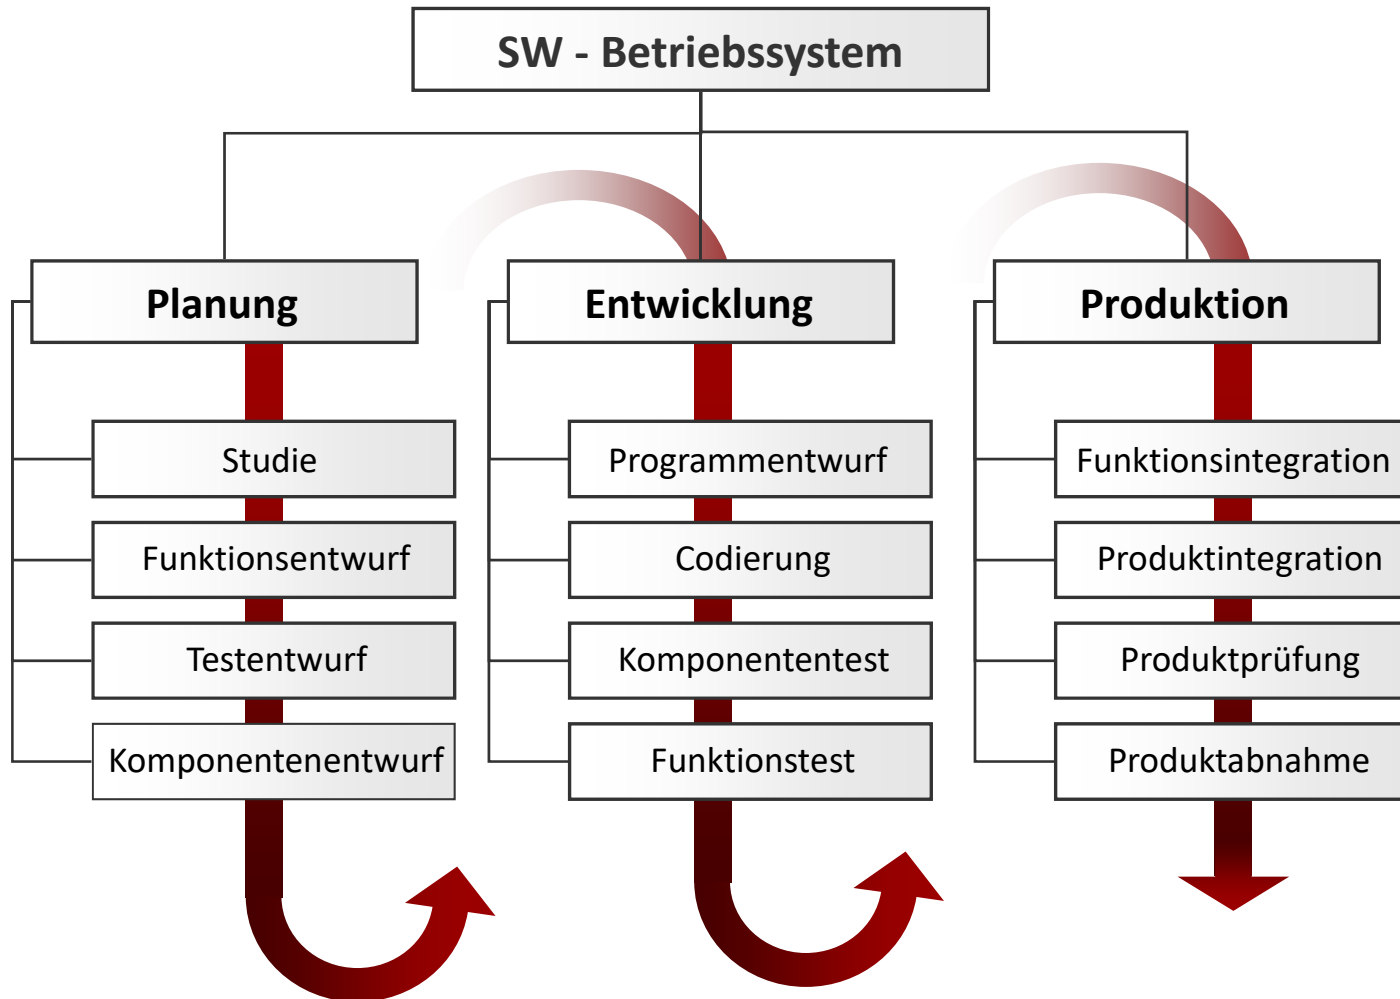 SW - Betriebssystem
Planung
Studie
Funktionsentwurf
Testentwurf
Komponentenentwurf
Entwicklung
Programmentwurf
Codierung
Komponententest
Funktionstest
Produktion
Funktionsintegration
Produktintegration
Produktprüfung
Produktabnahme